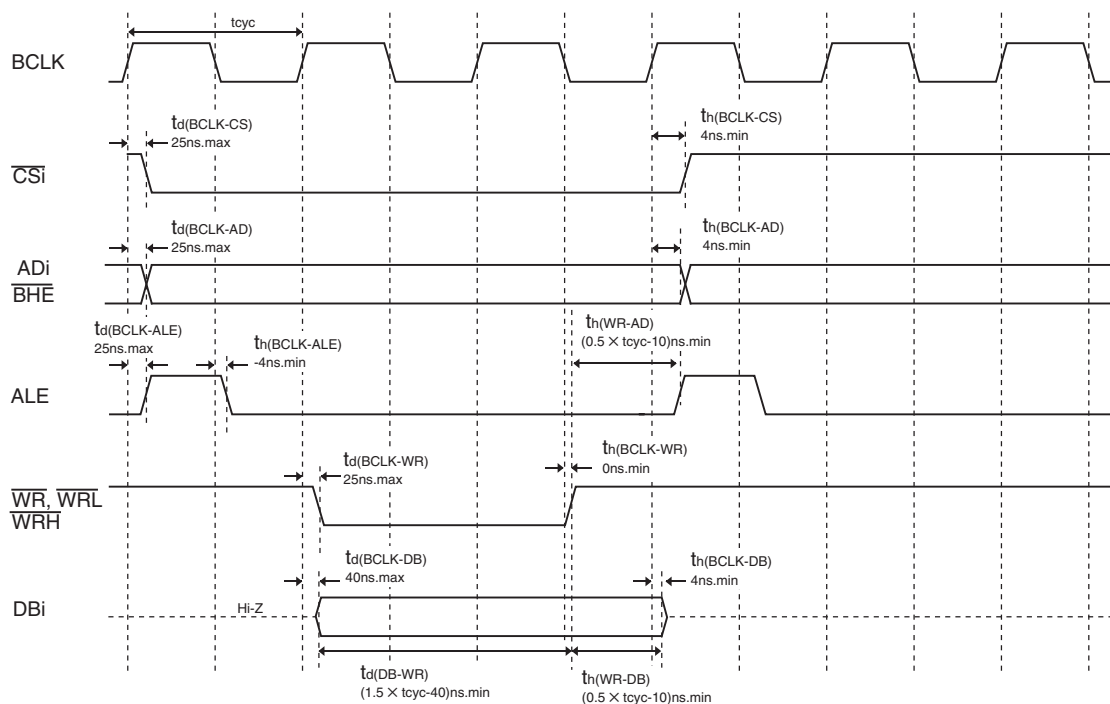 tcyc
BCLK
td(BCLK-CS)
25ns.max
th(BCLK-CS)
4ns.min
CSi
td(BCLK-AD)
25ns.max
th(BCLK-AD)
4ns.min
ADi
BHE
td(BCLK-ALE)
25ns.max
th(BCLK-ALE)
-4ns.min
th(WR-AD)
(0.5 × tcyc-10)ns.min
ALE
td(BCLK-WR)
25ns.max
th(BCLK-WR)
0ns.min
WR, WRL
WRH
td(BCLK-DB)
40ns.max
th(BCLK-DB)
4ns.min
DBi
Hi-Z
td(DB-WR)
(1.5 × tcyc-40)ns.min
th(WR-DB)
(0.5 × tcyc-10)ns.min